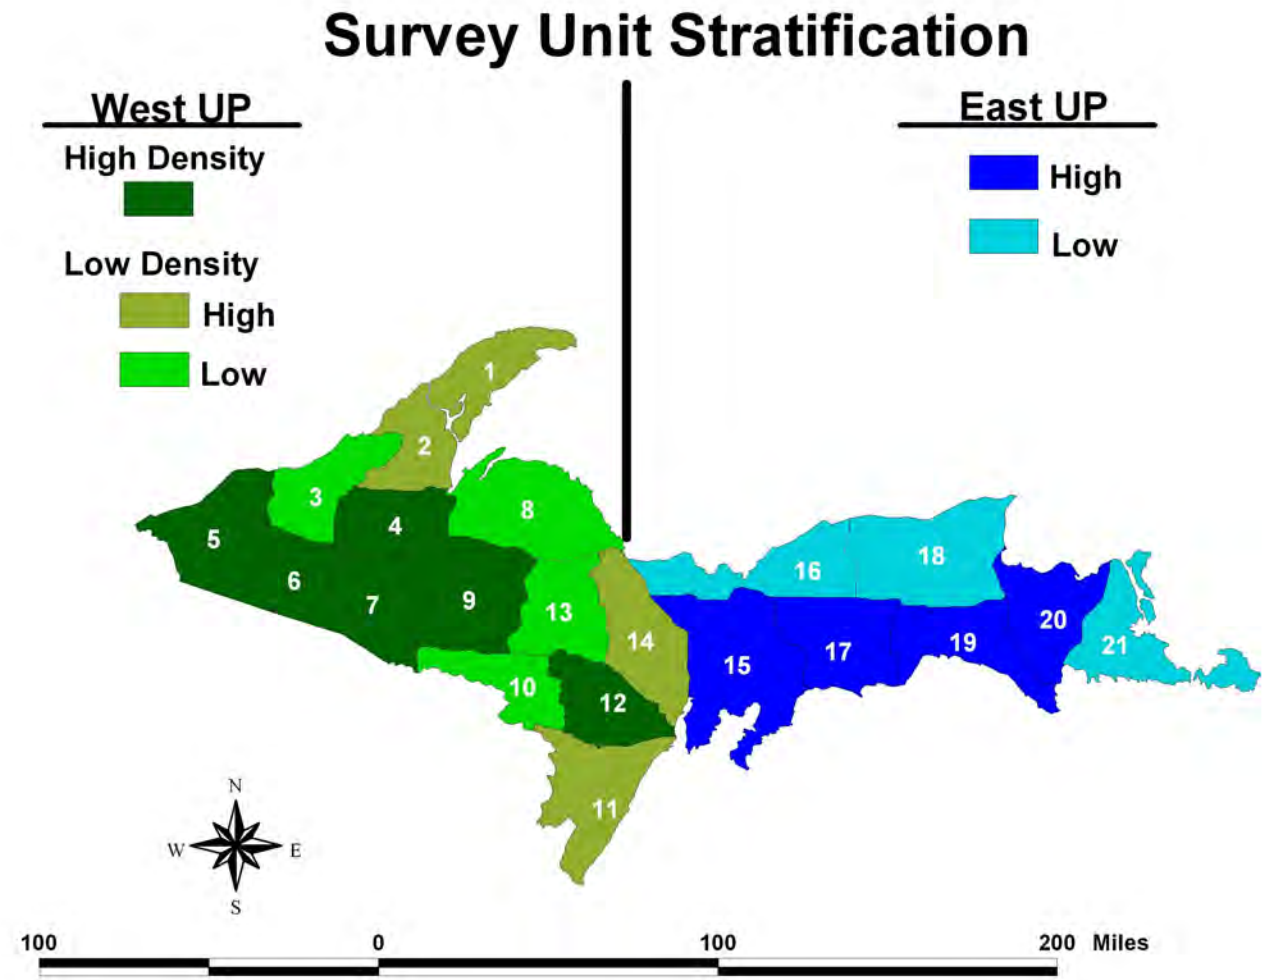 Survey Unit Stratification
West UP
High Density
Low Density
High
Low
East UP
High
Low
1
2
3
4
5
6
7
8
9
10
11
12
13
14
15
16
17
18
19
20
21
N
W E
S
100 0 100 200 Miles